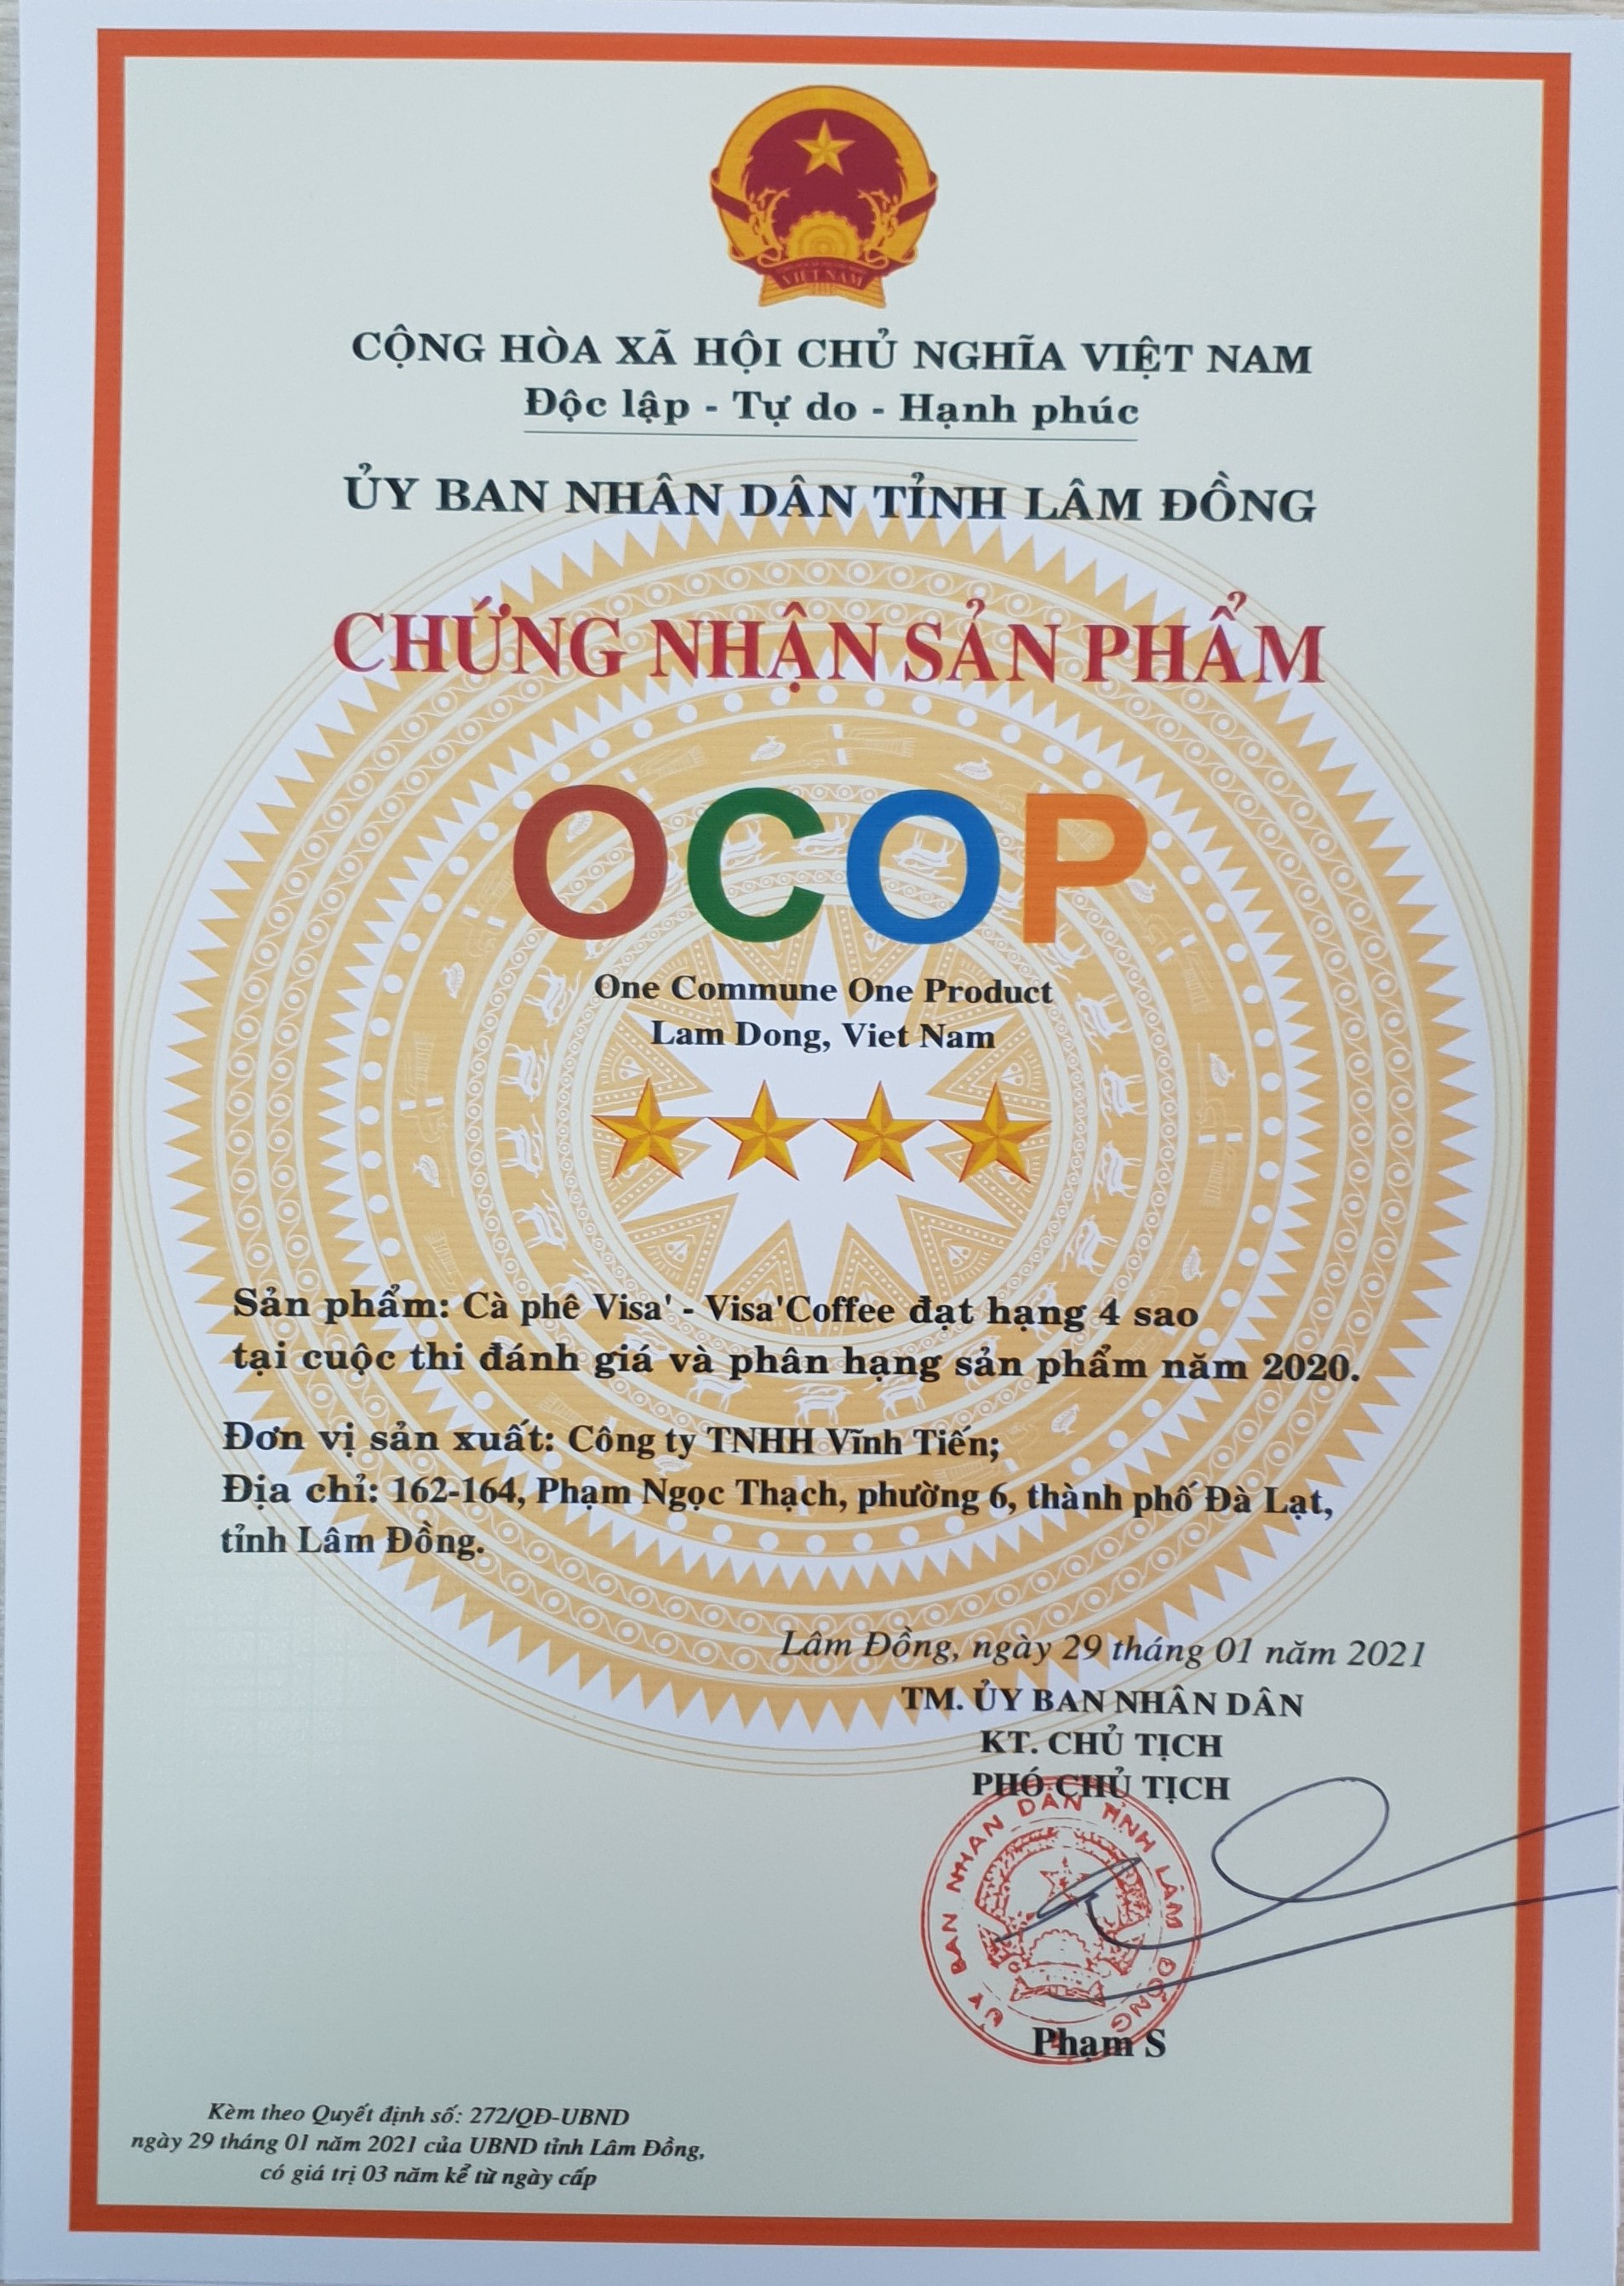 VIỆT NAM
CỘNG HÒA XÃ HỘI CHỦ NGHĨA VIỆT NAM
Độc lập - Tự do - Hạnh phúc
ỦY BAN NHÂN DÂN TỈNH LÂM ĐỒNG
CHỨNG NHẬN SẢN PHẨM
OCOP
One Commune One Product
Lam Dong, Viet Nam
Sản phẩm: Cà phê Visa' - Visa'Coffee đạt hạng 4 sao
tại cuộc thi đánh giá và phân hạng sản phẩm năm 2020.
Đơn vị sản xuất: Công ty TNHH Vĩnh Tiến;
Địa chỉ: 162-164, Phạm Ngọc Thạch, phường 6, thành phố Đà Lạt,
tỉnh Lâm Đồng.
Lâm Đồng, ngày 29 tháng 01 năm 2021
TM. ỦY BAN NHÂN DÂN
KT. CHỦ TỊCH
PHÓ CHỦ TỊCH
ỦY BAN NHÂN DÂN TỈNH LÂM ĐỒNG
Phạm S
Kèm theo Quyết định số: 272/QĐ-UBND
ngày 29 tháng 01 năm 2021 của UBND tỉnh Lâm Đồng,
có giá trị 03 năm kể từ ngày cấp